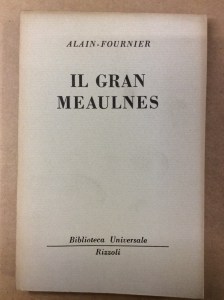 ALAIN-FOURNIER
IL GRAN
MEAULNES
Biblioteca Universale
Rizzoli